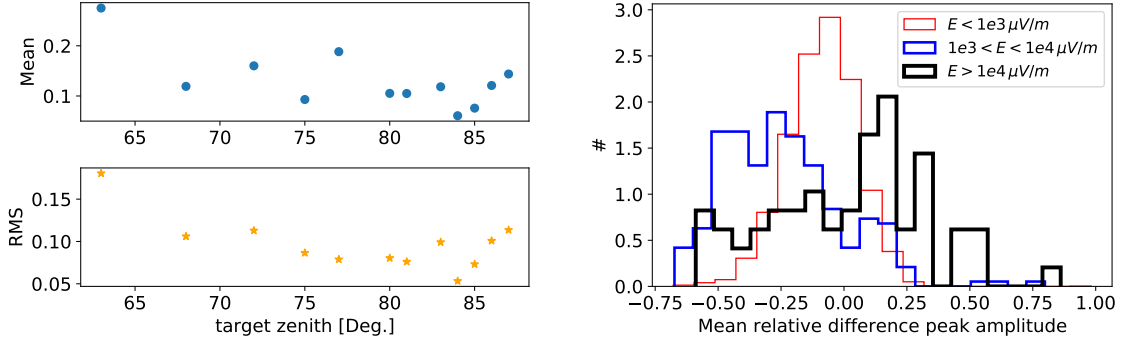 Mean
0.2
0.1
65 70 75 80 85
RMS
0.15
0.10
0.05
65 70 75 80 85
target zenith [Deg.]
#
3.0
2.5
2.0
1.5
1.0
0.5
0.0
E < 1e3 μV/m
1e3 < E < 1e4 μV/m
E > 1e4 μV/m
−0.75 −0.50 −0.25 0.00 0.25 0.50 0.75 1.00
Mean relative difference peak amplitude